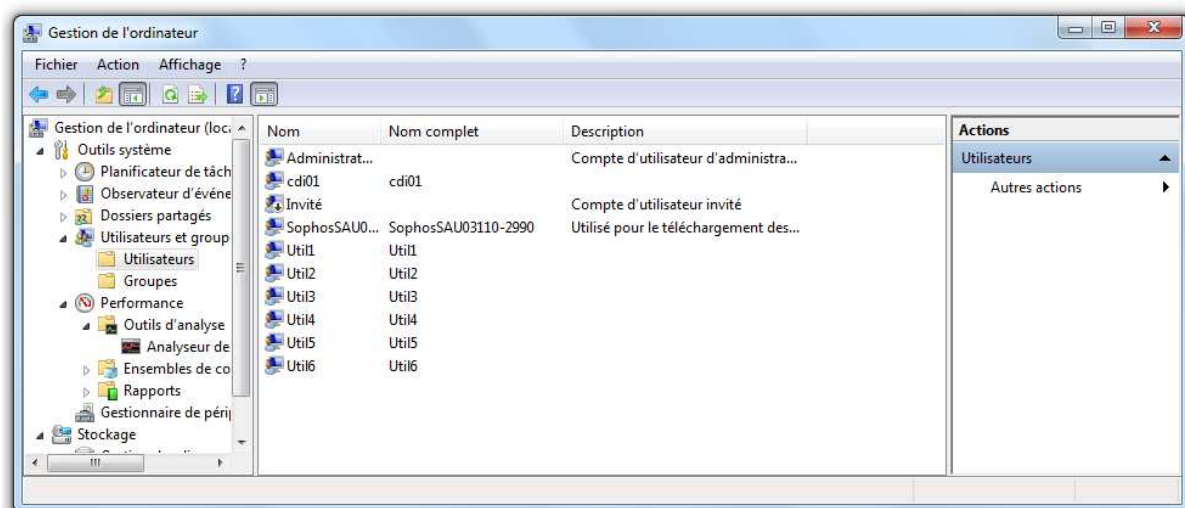 Gestion de l'ordinateur
Fichier Action Affichage ?
Gestion de l'ordinateur (loca
Outils système
Planificateur de tâch
Observateur d'événe
Dossiers partagés
Utilisateurs et group
Utilisateurs
Groupes
Performance
Outils d'analyse
Analyseur de
Ensembles de co
Rapports
Gestionnaire de périp
Stockage
Nom Nom complet Description
Administrat... Compte d'utilisateur d'administra...
cdi01 cdi01
Invité Compte d'utilisateur invité
SophosSAU0... SophosSAU03110-2990 Utilisé pour le téléchargement des...
Util1 Util1
Util2 Util2
Util3 Util3
Util4 Util4
Util5 Util5
Util6 Util6
Actions
Utilisateurs
Autres actions